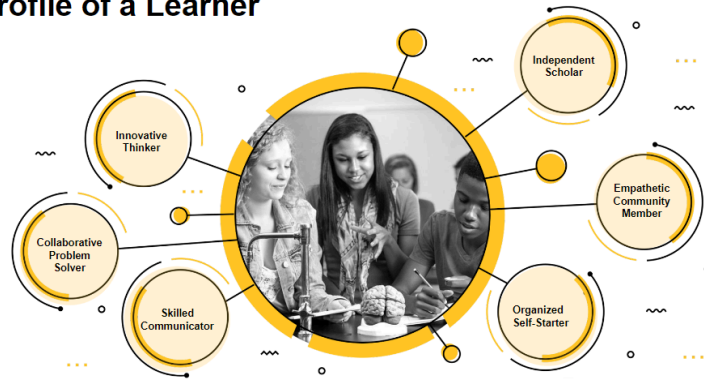 rofile of a Learner
Independent
Scholar
Innovative
Thinker
Empathetic
Community
Member
Collaborative
Problem
Solver
Skilled
Communicator
Organized
Self-Starter